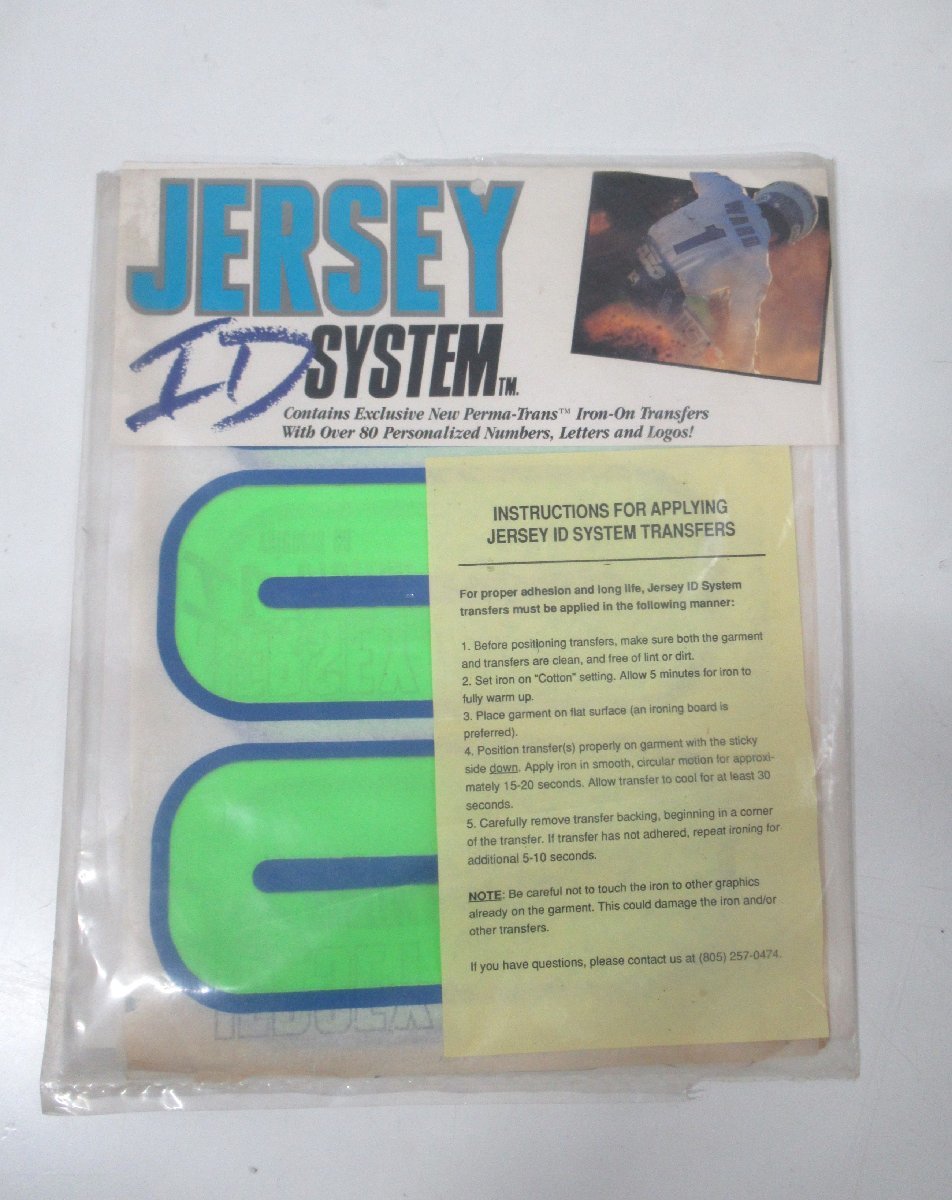 JERSEY
ID SYSTEM™
Contains Exclusive New Perma-Trans™ Iron-On Transfers
With Over 80 Personalized Numbers, Letters and Logos!
WARD
1
INSTRUCTIONS FOR APPLYING
JERSEY ID SYSTEM TRANSFERS
For proper adhesion and long life, Jersey ID System
transfers must be applied in the following manner:
1. Before positioning transfers, make sure both the garment
and transfers are clean, and free of lint or dirt.
2. Set iron on "Cotton" setting. Allow 5 minutes for iron to
fully warm up.
3. Place garment on flat surface (an ironing board is
preferred).
4. Position transfer(s) properly on garment with the sticky
side down. Apply iron in smooth, circular motion for approxi-
mately 15-20 seconds. Allow transfer to cool for at least 30
seconds.
5. Carefully remove transfer backing, beginning in a corner
of the transfer. If transfer has not adhered, repeat ironing for
additional 5-10 seconds.
NOTE: Be careful not to touch the iron to other graphics
already on the garment. This could damage the iron and/or
other transfers.
If you have questions, please contact us at (805) 257-0474.